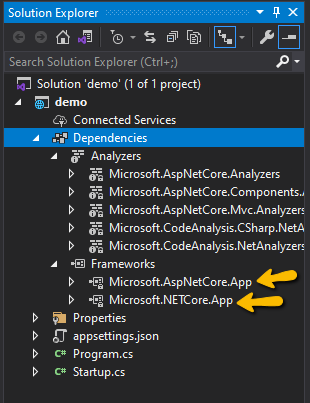 Solution Explorer
Search Solution Explorer (Ctrl+;)
Solution 'demo' (1 of 1 project)
demo
Connected Services
Dependencies
Analyzers
Microsoft.AspNetCore.Analyzers
Microsoft.AspNetCore.Components.A
Microsoft.AspNetCore.Mvc.Analyzers
Microsoft.CodeAnalysis.CSharp.NetA
Microsoft.CodeAnalysis.NetAnalyzers
Frameworks
Microsoft.AspNetCore.App
Microsoft.NETCore.App
Properties
appsettings.json
C# Program.cs
C# Startup.cs